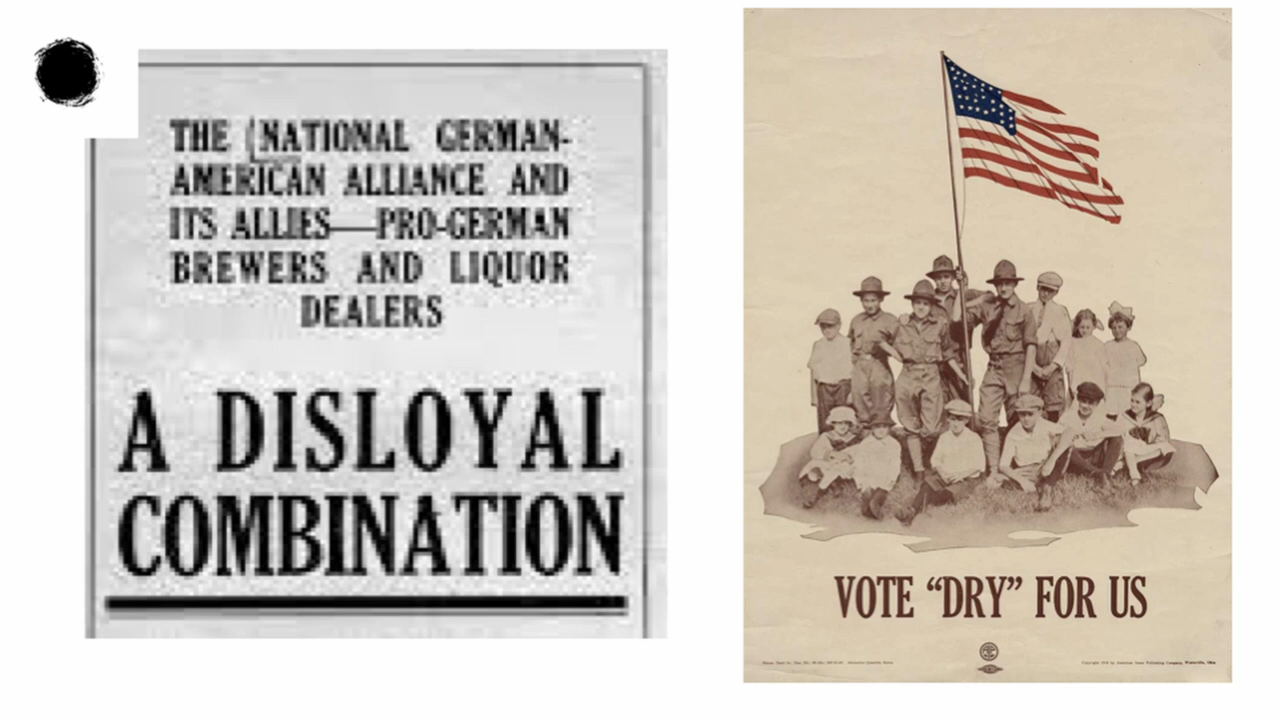 THE NATIONAL GERMAN-
AMERICAN ALLIANCE AND
ITS ALLIES—PRO-GERMAN
BREWERS AND LIQUOR
DEALERS
A DISLOYAL
COMBINATION
VOTE “DRY” FOR US